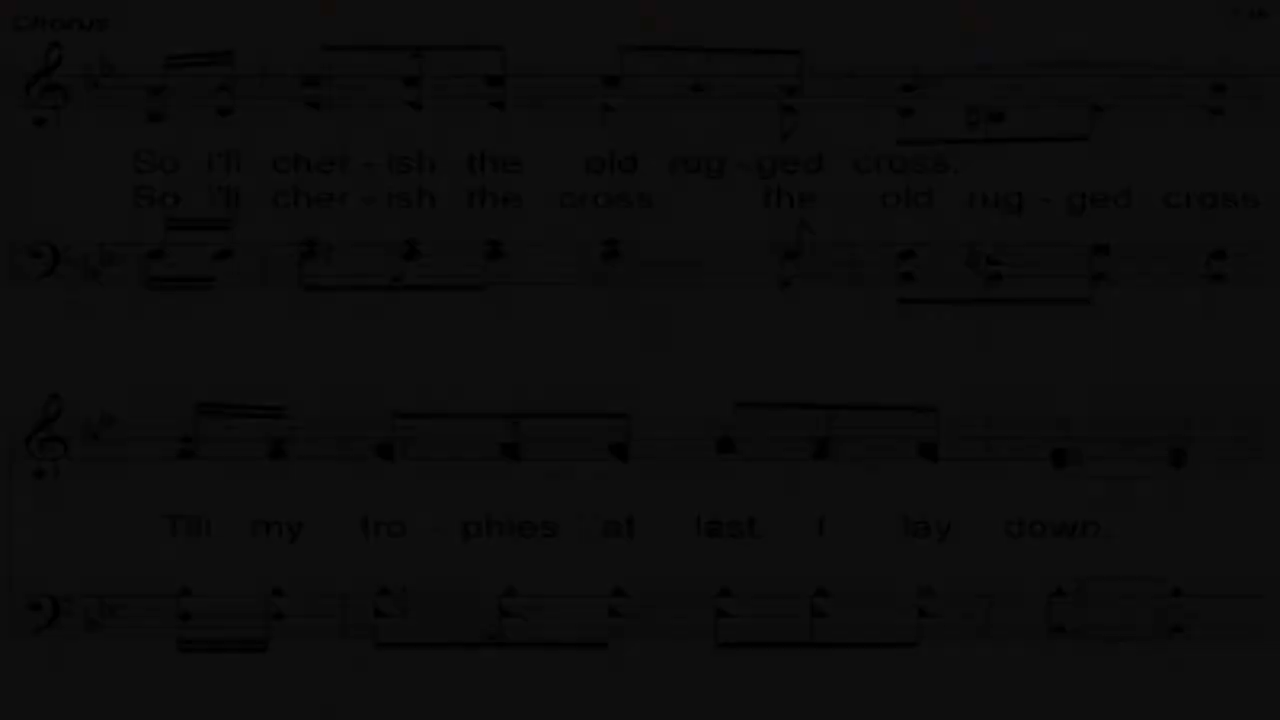 Chorus
So I'll cher - ish the old rug - ged cross.
So I'll cher - ish the cross the old rug - ged cross
Till my tro - phies at last I lay down.